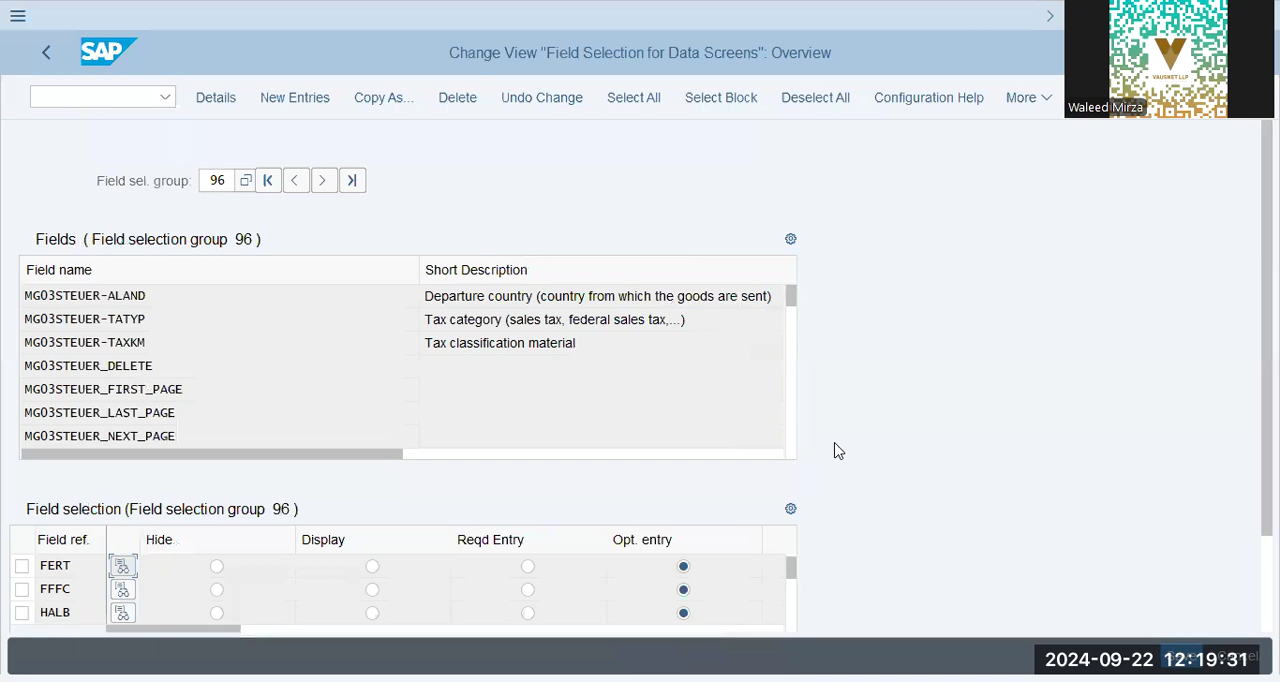 SAP
Change View "Field Selection for Data Screens": Overview
Details New Entries Copy As... Delete Undo Change Select All Select Block Deselect All Configuration Help More
VAUSNET LLP
Waleed Mirza
Field sel. group: 96
Fields ( Field selection group 96 )
Field name Short Description
MG03STEUER-ALAND Departure country (country from which the goods are sent)
MG03STEUER-TATYP Tax category (sales tax, federal sales tax,...)
MG03STEUER-TAXKM Tax classification material
MG03STEUER_DELETE
MG03STEUER_FIRST_PAGE
MG03STEUER_LAST_PAGE
MG03STEUER_NEXT_PAGE
Field selection (Field selection group 96 )
Field ref. Hide Display Reqd Entry Opt. entry
FERT
FFFC
HALB
2024-09-22 12:19:31